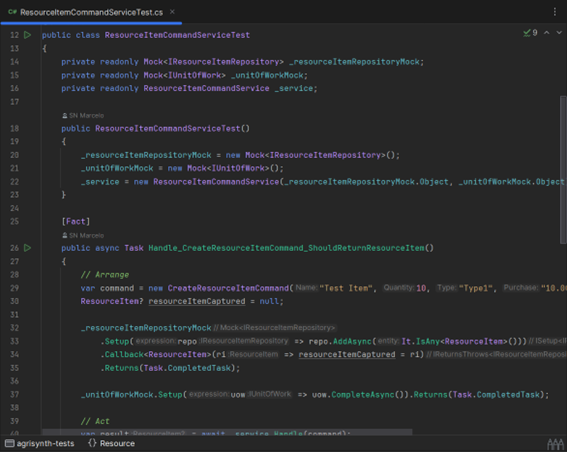 C# ResourceItemCommandServiceTest.cs ×
12 public class ResourceItemCommandServiceTest 9
13 {
14 private readonly Mock<IResourceItemRepository> _resourceItemRepositoryMock;
15 private readonly Mock<IUnitOfWork> _unitOfWorkMock;
16 private readonly ResourceItemCommandService _service;
17
SN Marcelo
18 public ResourceItemCommandServiceTest()
19 {
20 _resourceItemRepositoryMock = new Mock<IResourceItemRepository>();
21 _unitOfWorkMock = new Mock<IUnitOfWork>();
22 _service = new ResourceItemCommandService(_resourceItemRepositoryMock.Object, _unitOfWorkMock.Object
23 }
24
25 [Fact]
SN Marcelo
26 public async Task Handle_CreateResourceItemCommand_ShouldReturnResourceItem()
27 {
28 // Arrange
29 var command = new CreateResourceItemCommand( Name: "Test Item", Quantity: 10, Type: "Type1", Purchase: "10.0
30 ResourceItem? resourceItemCaptured = null;
31
32 _resourceItemRepositoryMock // Mock<IResourceItemRepository>
33 .Setup( expression: repo :IResourceItemRepository => repo.AddAsync( entity: It.IsAny<ResourceItem>())) // ISetup<I
34 .Callback<ResourceItem>(ri :ResourceItem => resourceItemCaptured = ri) // IReturnsThrows<IResourceItemReposi
35 .Returns(Task.CompletedTask);
36
37 _unitOfWorkMock.Setup( expression: uow :IUnitOfWork => uow.CompleteAsync()).Returns(Task.CompletedTask);
38
39 // Act
var result = await _service.Handle(command);
agrisynth-tests {} Resource